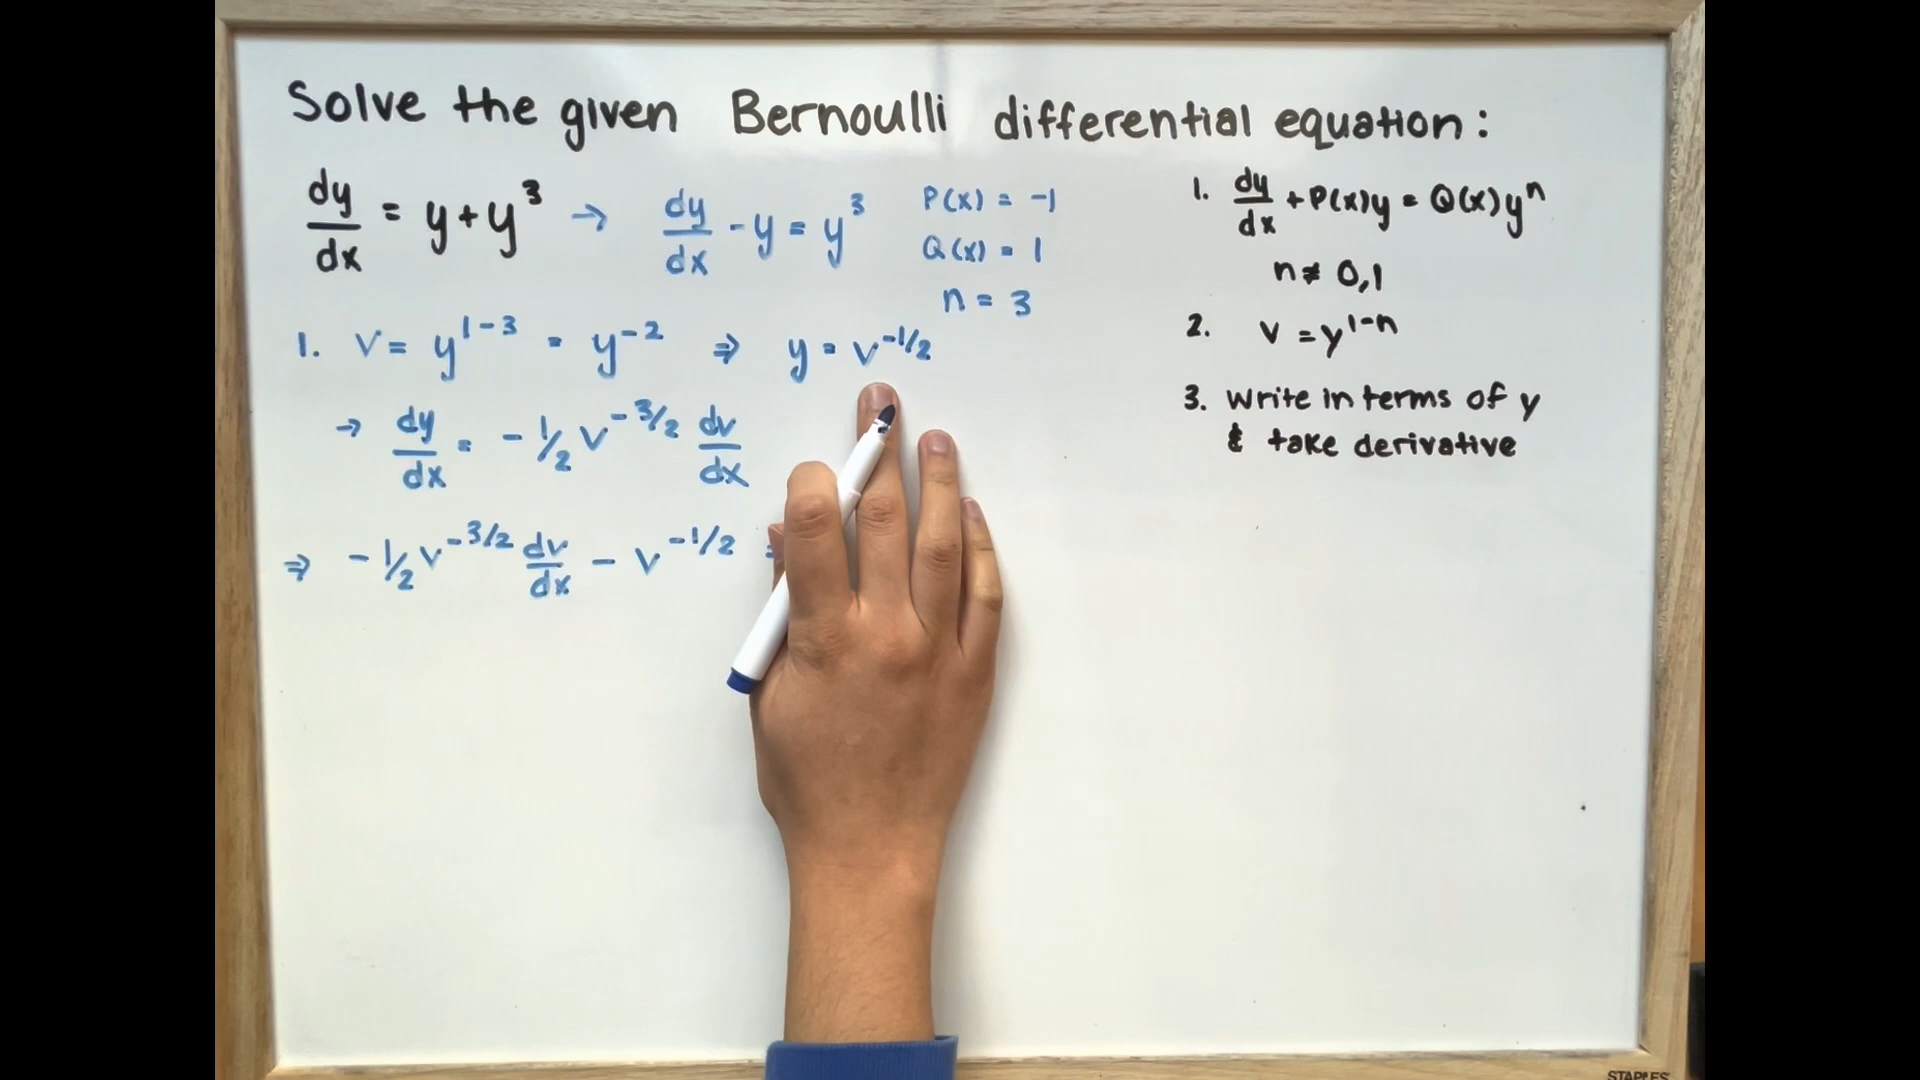 Solve the given Bernoulli differential equation:
dy/dx = y + y³ → dy/dx - y = y³
P(x) = -1
Q(x) = 1
n = 3
1. v = y^(1-3) = y^(-2) ⇒ y = v^(-1/2)
→ dy/dx = -1/2 v^(-3/2) dv/dx
⇒ -1/2 v^(-3/2) dv/dx - v^(-1/2) =
1. dy/dx + P(x)y = Q(x)y^n
n ≠ 0,1
2. v = y^(1-n)
3. write in terms of y
& take derivative
STAPLES